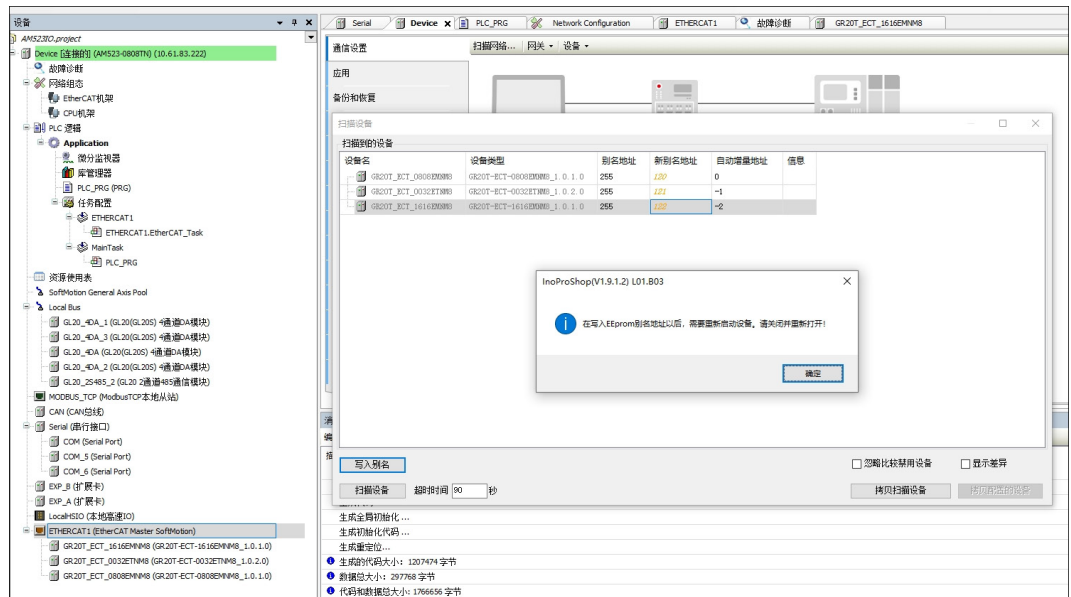 设备
AM523IO.project
Device [连接的] (AM523-0808TN) (10.61.83.222)
故障诊断
网络组态
EtherCAT机架
CPU机架
PLC 逻辑
Application
微分监视器
库管理器
PLC_PRG (PRG)
任务配置
ETHERCAT1
ETHERCAT1.EtherCAT_Task
MainTask
PLC_PRG
资源使用表
SoftMotion General Axis Pool
Local Bus
GL20_4DA_1 (GL20(GL20S) 4通道DA模块)
GL20_4DA_3 (GL20(GL20S) 4通道DA模块)
GL20_4DA (GL20(GL20S) 4通道DA模块)
GL20_4DA_2 (GL20(GL20S) 4通道DA模块)
GL20_2S485_2 (GL20 2通道485通信模块)
MODBUS_TCP (ModbusTCP本地从站)
CAN (CAN总线)
Serial (串行接口)
COM (Serial Port)
COM_5 (Serial Port)
COM_6 (Serial Port)
EXP_B (扩展卡)
EXP_A (扩展卡)
LocalHSIO (本地高速IO)
ETHERCAT1 (EtherCAT Master SoftMotion)
GR20T_ECT_1616EMNM8 (GR20T-ECT-1616EMNM8_1.0.1.0)
GR20T_ECT_0032ETNM8 (GR20T-ECT-0032ETNM8_1.0.2.0)
GR20T_ECT_0808EMNM8 (GR20T-ECT-0808EMNM8_1.0.1.0)
Serial Device PLC_PRG Network Configuration ETHERCAT1 故障诊断 GR20T_ECT_1616EMNM8
通信设置 扫描网络... 网关 设备
应用
备份和恢复
扫描设备
扫描到的设备
设备名 设备类型 别名地址 新别名地址 自动增量地址 信息
GR20T_ECT_0808EMNM8 GR20T-ECT-0808EMNM8_1.0.1.0 255 120 0
GR20T_ECT_0032ETNM8 GR20T-ECT-0032ETNM8_1.0.2.0 255 121 -1
GR20T_ECT_1616EMNM8 GR20T-ECT-1616EMNM8_1.0.1.0 255 122 -2
InoProShop(V1.9.1.2) L01.B03
在写入EEprom别名地址以后，需要重新启动设备。请关闭并重新打开！
确定
写入别名 忽略比较禁用设备 显示差异
扫描设备 超时时间 90 秒 拷贝扫描设备 拷贝配置的设备
生成全局初始化 ...
生成初始化代码 ...
生成重定位...
生成的代码大小：1207474 字节
数据总大小：297768 字节
代码和数据总大小：1766656 字节